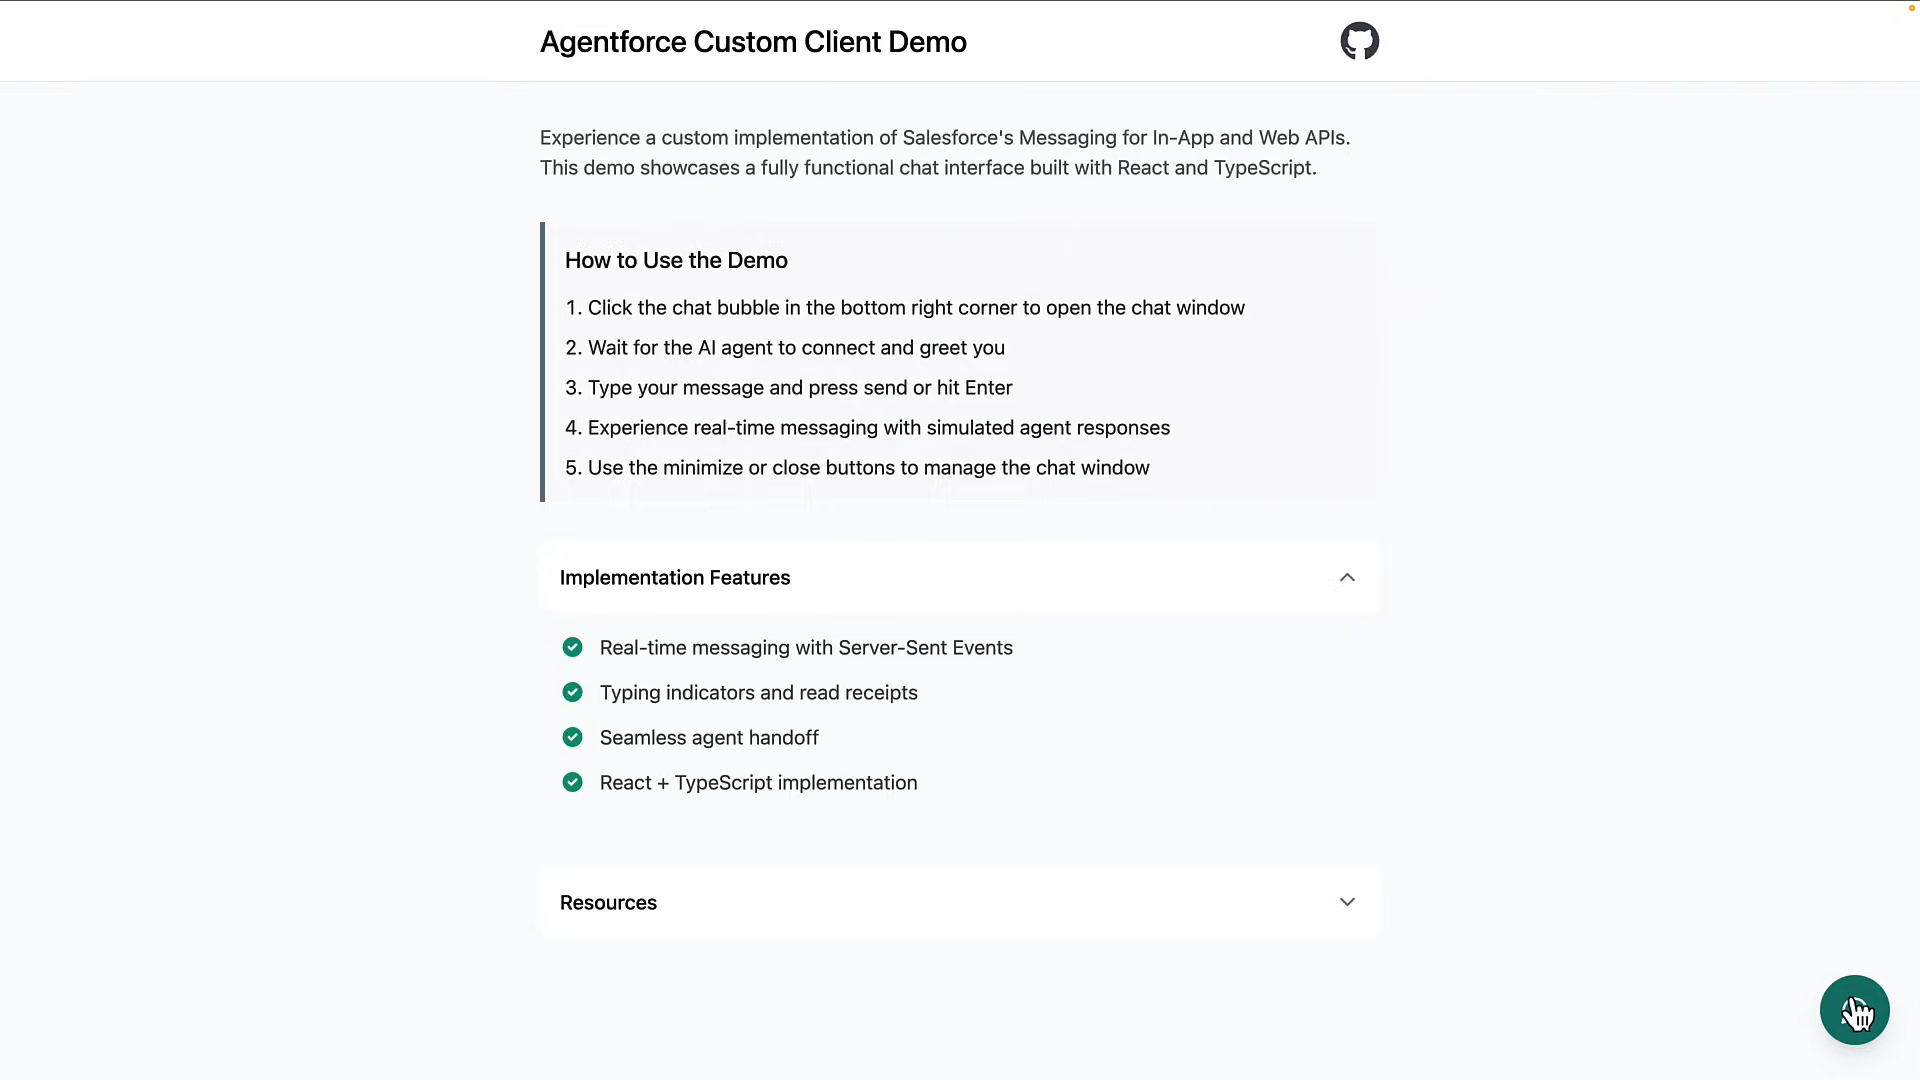 Agentforce Custom Client Demo
Experience a custom implementation of Salesforce's Messaging for In-App and Web APIs.
This demo showcases a fully functional chat interface built with React and TypeScript.
How to Use the Demo
1. Click the chat bubble in the bottom right corner to open the chat window
2. Wait for the AI agent to connect and greet you
3. Type your message and press send or hit Enter
4. Experience real-time messaging with simulated agent responses
5. Use the minimize or close buttons to manage the chat window
Implementation Features
Real-time messaging with Server-Sent Events
Typing indicators and read receipts
Seamless agent handoff
React + TypeScript implementation
Resources